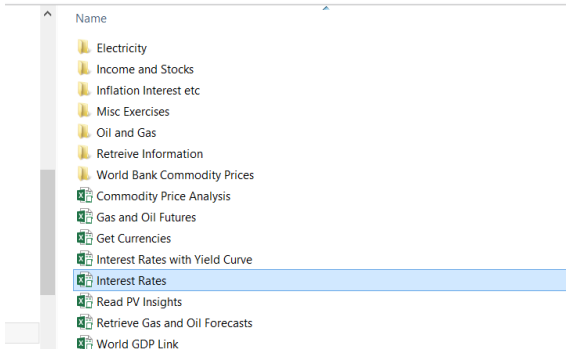 Name
Electricity
Income and Stocks
Inflation Interest etc
Misc Exercises
Oil and Gas
Retreive Information
World Bank Commodity Prices
Commodity Price Analysis
Gas and Oil Futures
Get Currencies
Interest Rates with Yield Curve
Interest Rates
Read PV Insights
Retrieve Gas and Oil Forecasts
World GDP Link